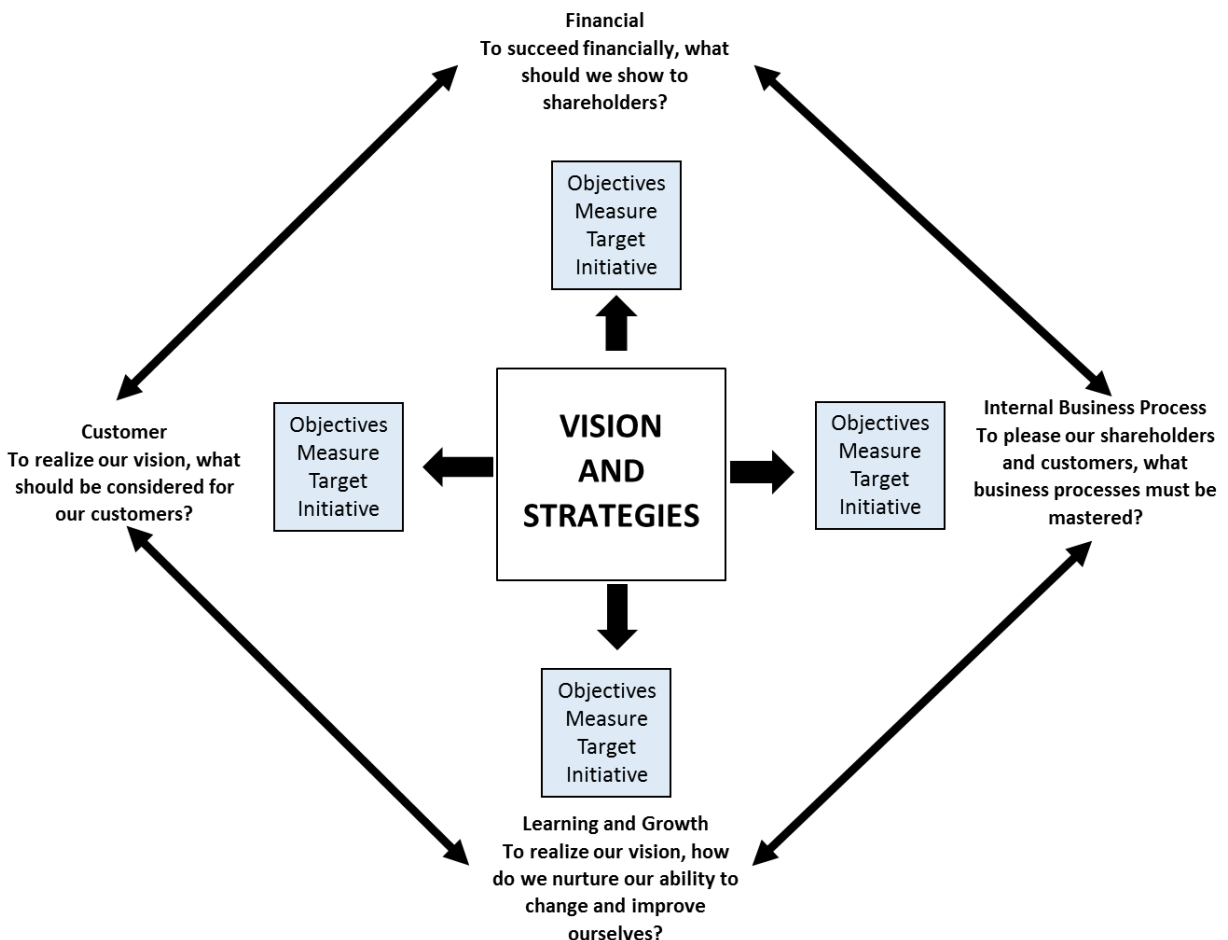 Financial
To succeed financially, what
should we show to
shareholders?
Objectives
Measure
Target
Initiative
Customer
To realize our vision, what
should be considered for
our customers?
Objectives
Measure
Target
Initiative
VISION
AND
STRATEGIES
Objectives
Measure
Target
Initiative
Internal Business Process
To please our shareholders
and customers, what
business processes must be
mastered?
Objectives
Measure
Target
Initiative
Learning and Growth
To realize our vision, how
do we nurture our ability to
change and improve
ourselves?